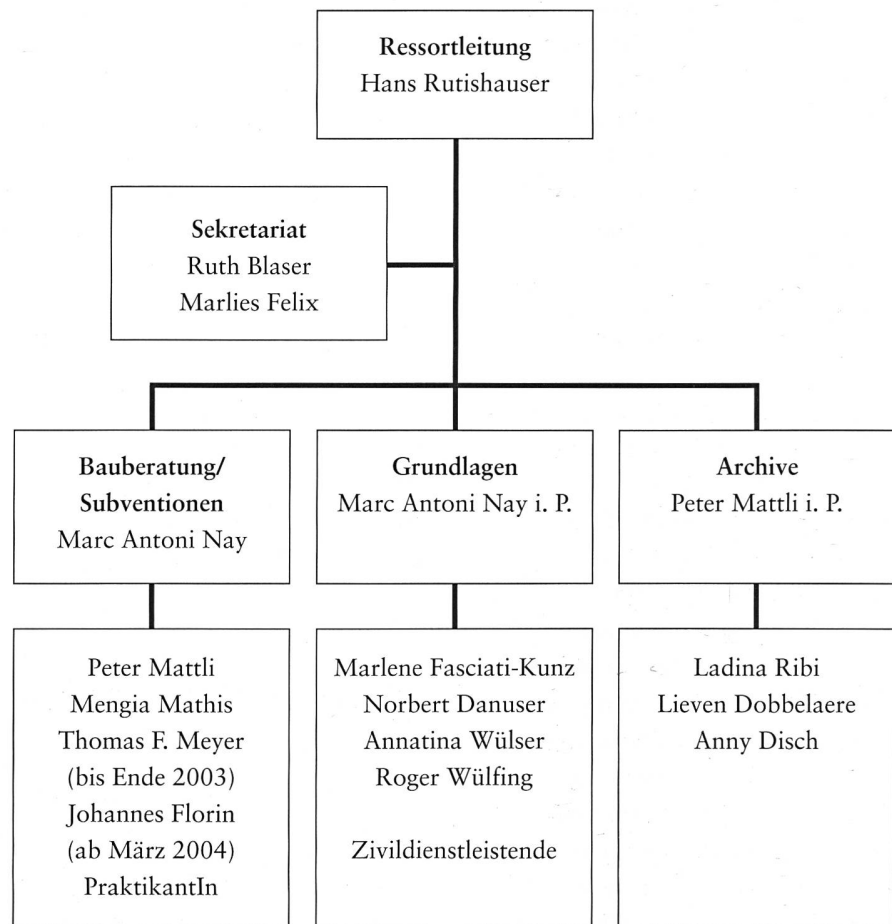 Ressortleitung
Hans Rutishauser
Sekretariat
Ruth Blaser
Marlies Felix
Bauberatung/
Subventionen
Marc Antoni Nay
Grundlagen
Marc Antoni Nay i. P.
Archive
Peter Mattli i. P.
Peter Mattli
Mengia Mathis
Thomas F. Meyer
(bis Ende 2003)
Johannes Florin
(ab März 2004)
PraktikantIn
Marlene Fasciati-Kunz
Norbert Danuser
Annatina Wülser
Roger Wülfing
Zivildienstleistende
Ladina Ribi
Lieven Dobbelaere
Anny Disch